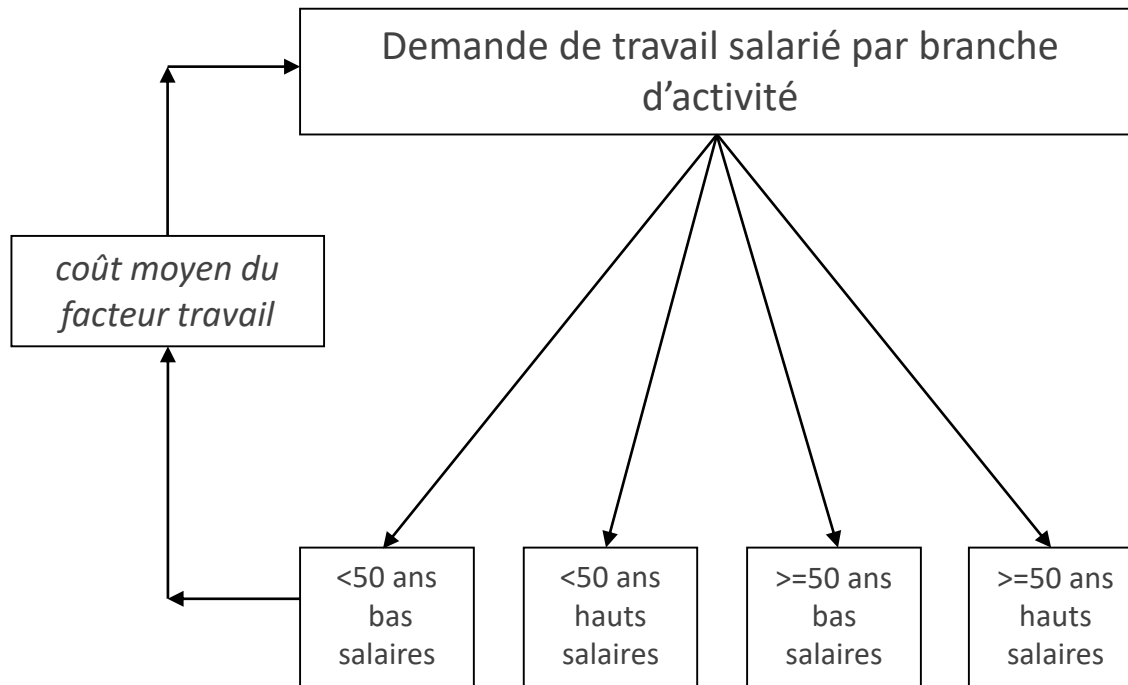 Demande de travail salarié par branche
d’activité
coût moyen du
facteur travail
<50 ans
bas
salaires
<50 ans
hauts
salaires
>=50 ans
bas
salaires
>=50 ans
hauts
salaires